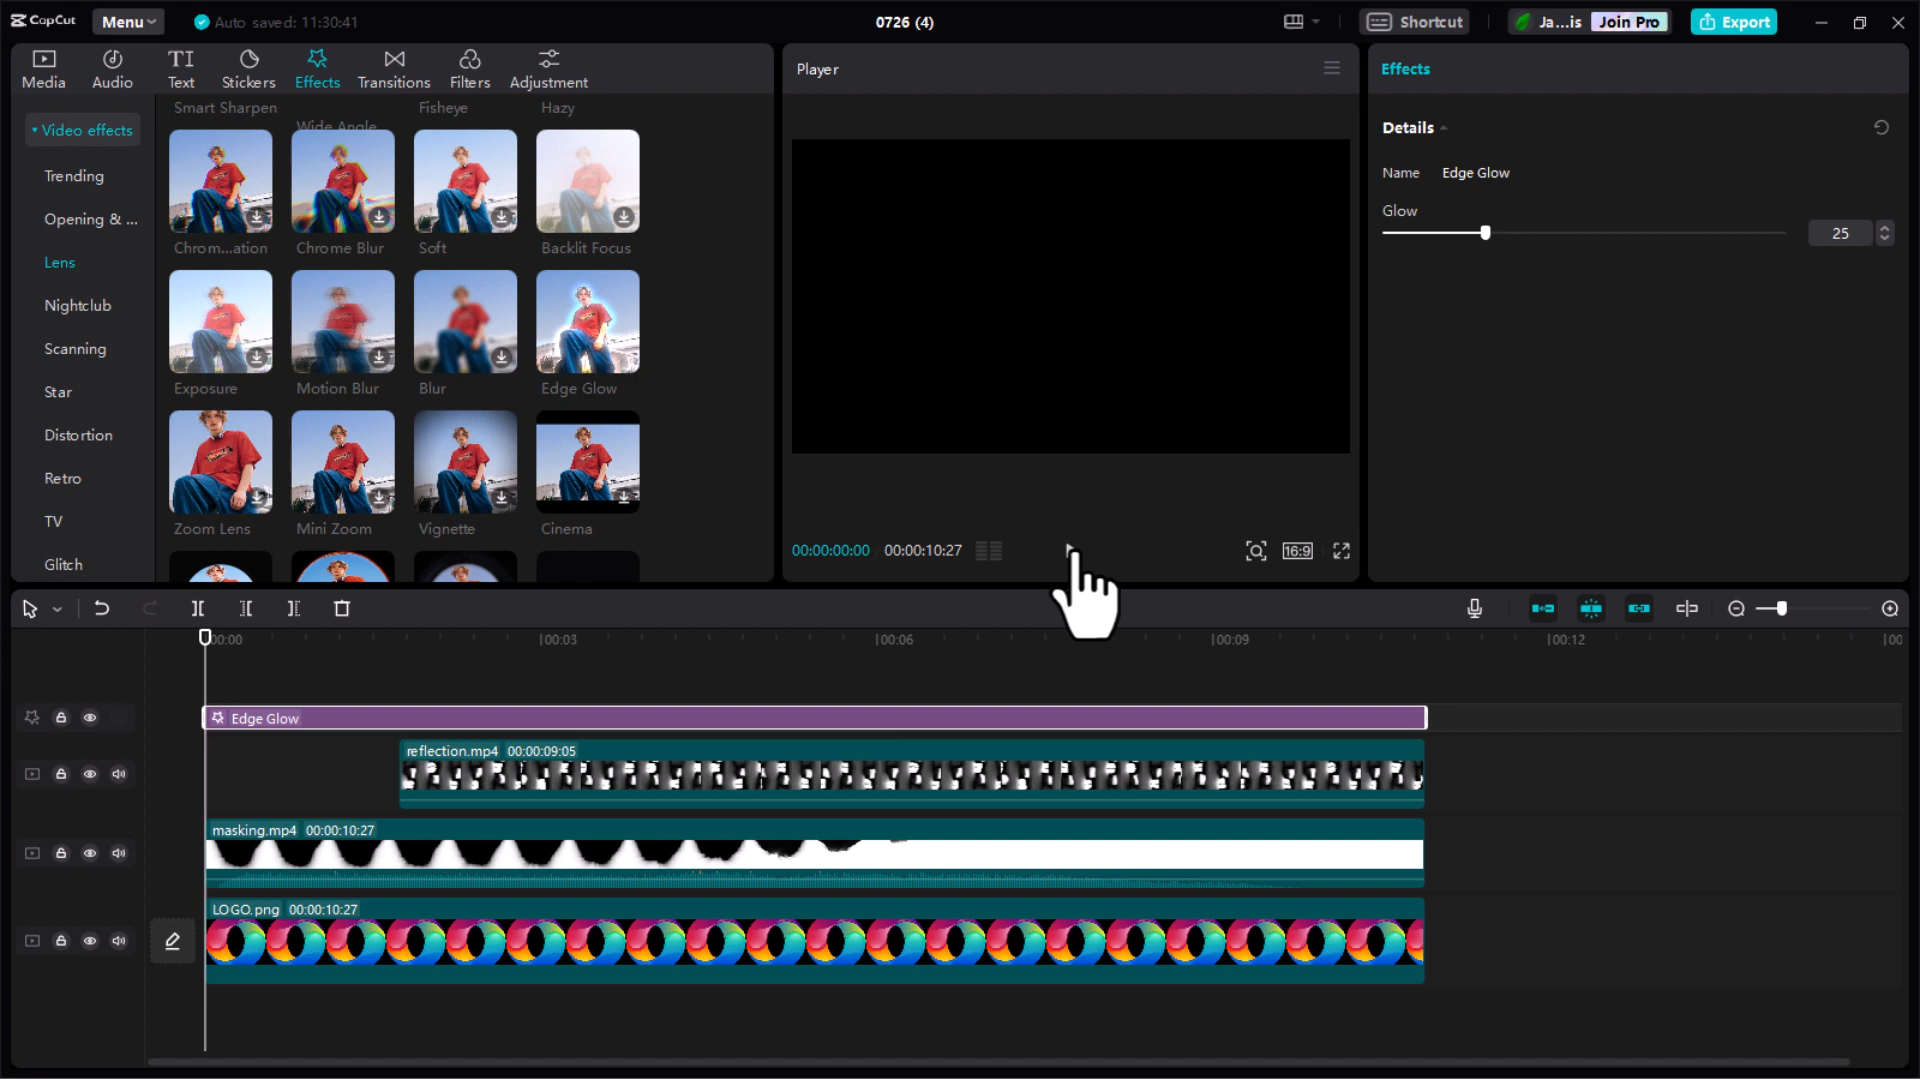 CapCut
Menu
Auto saved: 11:30:41
0726 (4)
Shortcut
Ja...is
Join Pro
Export
Media
Audio
Text
Stickers
Effects
Transitions
Filters
Adjustment
Player
Effects
Video effects
Trending
Opening & ...
Lens
Nightclub
Scanning
Star
Distortion
Retro
TV
Glitch
Smart Sharpen
Wide Angle
Fisheye
Hazy
Chrom...ation
Chrome Blur
Soft
Backlit Focus
Exposure
Motion Blur
Blur
Edge Glow
Zoom Lens
Mini Zoom
Vignette
Cinema
00:00:00:00 / 00:00:10:27
16:9
Details
Name Edge Glow
Glow
25
00:00
00:03
00:06
00:09
00:12
00
Edge Glow
reflection.mp4 00:00:09:05
masking.mp4 00:00:10:27
LOGO.png 00:00:10:27